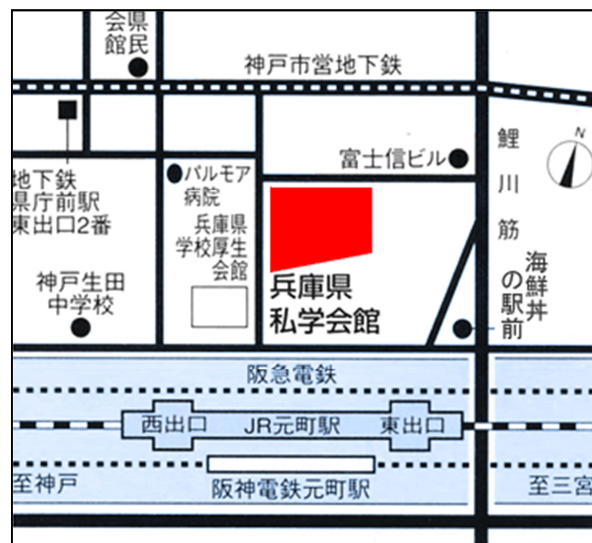 県民
会館
神戸市営地下鉄
富士信ビル
N
鯉川筋
地下鉄
県庁前駅
東出口2番
パルモア
病院
兵庫県
学校厚生
会館
神戸生田
中学校
兵庫県
私学会館
海鮮丼
の駅前
阪急電鉄
西出口
JR元町駅
東出口
至神戸
阪神電鉄元町駅
至三宮